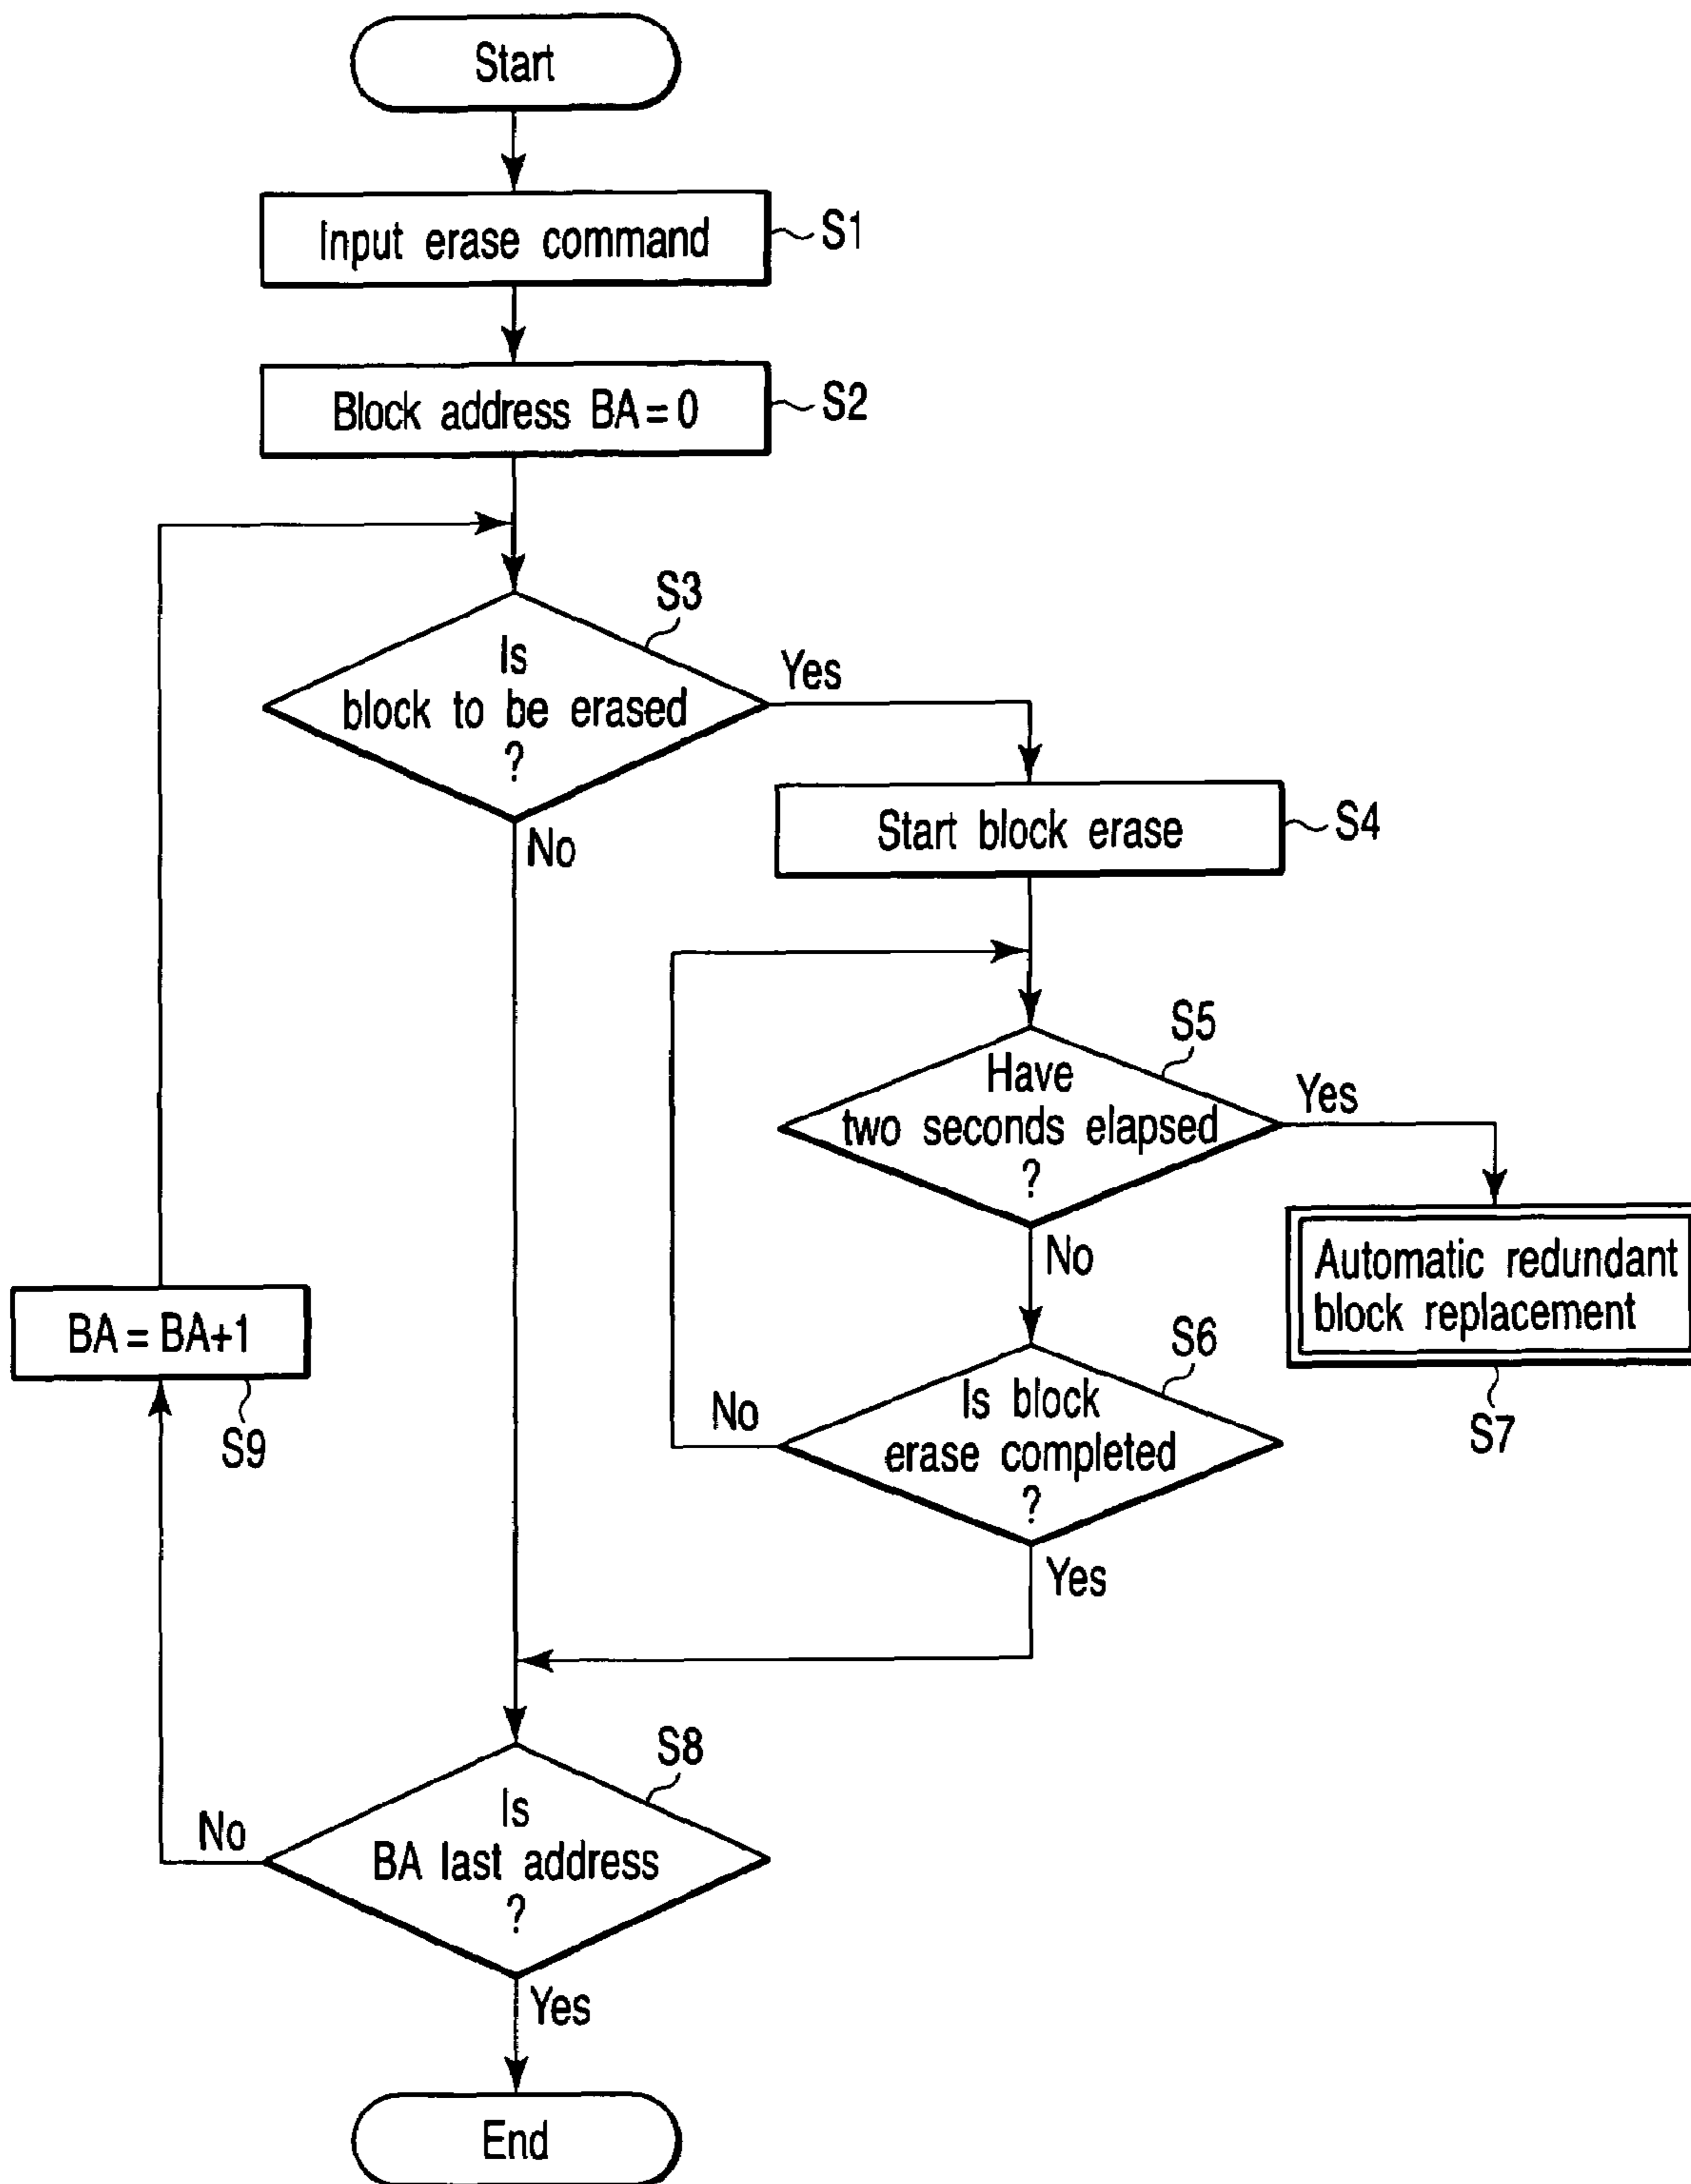 Start
Input erase command
S1
Block address BA = 0
S2
S3
Is
block to be erased
?
Yes
No
Start block erase
S4
S5
Have
two seconds elapsed
?
Yes
No
Automatic redundant
block replacement
S7
BA = BA+1
S9
S6
Is block
erase completed
?
No
Yes
S8
Is
BA last address
?
No
Yes
End